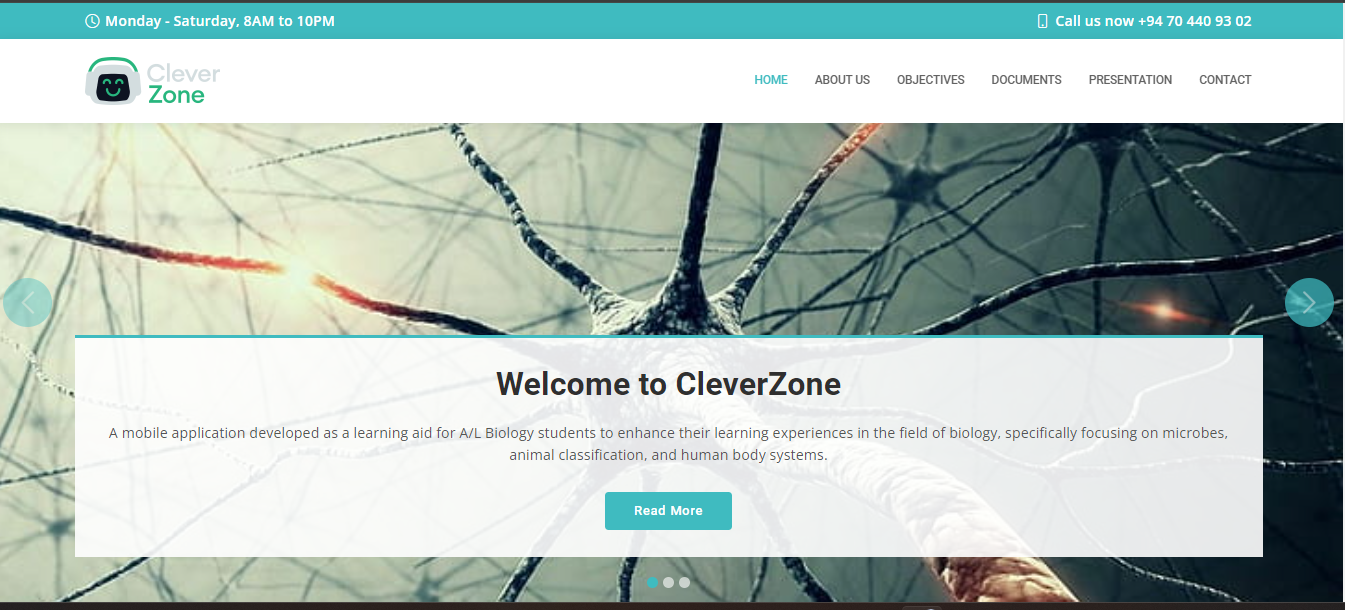 Monday - Saturday, 8AM to 10PM
Call us now +94 70 440 93 02
Clever
Zone
HOME ABOUT US OBJECTIVES DOCUMENTS PRESENTATION CONTACT
Welcome to CleverZone
A mobile application developed as a learning aid for A/L Biology students to enhance their learning experiences in the field of biology, specifically focusing on microbes,
animal classification, and human body systems.
Read More